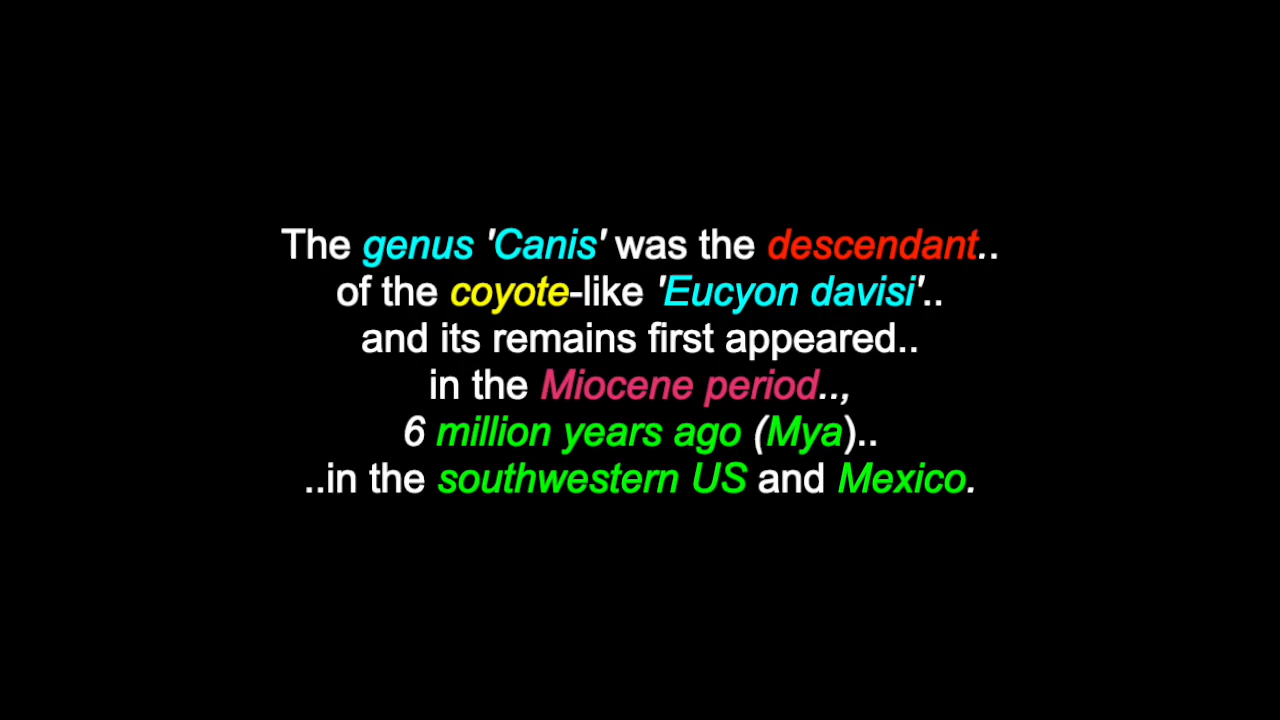 The genus 'Canis' was the descendant..
of the coyote-like 'Eucyon davisi'..
and its remains first appeared..
in the Miocene period..,
6 million years ago (Mya)..
..in the southwestern US and Mexico.